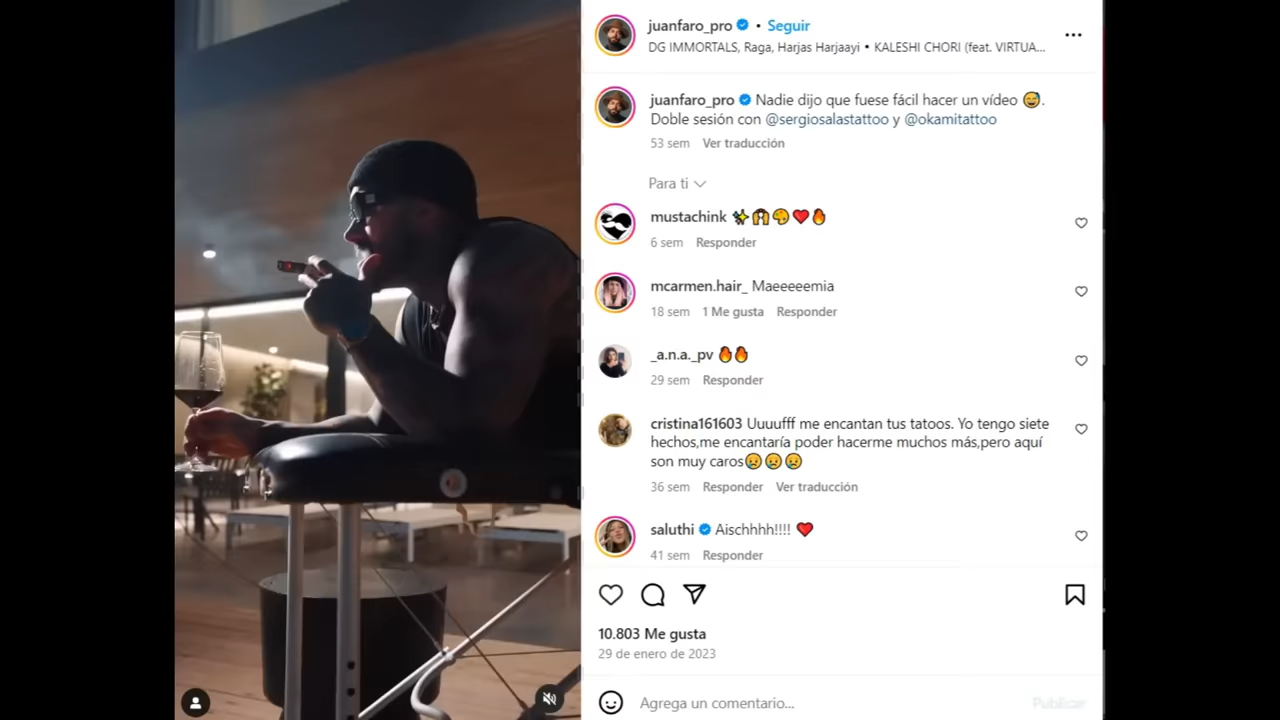 juanfaro_pro • Seguir
DG IMMORTALS, Raga, Harjas Harjaayi • KALESHI CHORI (feat. VIRTUA...
juanfaro_pro Nadie dijo que fuese fácil hacer un vídeo 😅.
Doble sesión con @sergiosalastattoo y @okamitattoo
53 sem Ver traducción
Para ti
mustachink ✨🙌🎨❤️🔥
6 sem Responder
mcarmen.hair_ Maeeeeemia
18 sem 1 Me gusta Responder
_a.n.a._pv 🔥🔥
29 sem Responder
cristina161603 Uuuufff me encantan tus tatoos. Yo tengo siete
hechos,me encantaría poder hacerme muchos más,pero aquí
son muy caros😢😢😢
36 sem Responder Ver traducción
saluthi Aischhhh!!!! ❤️
41 sem Responder
10.803 Me gusta
29 de enero de 2023
Agrega un comentario...
Publicar